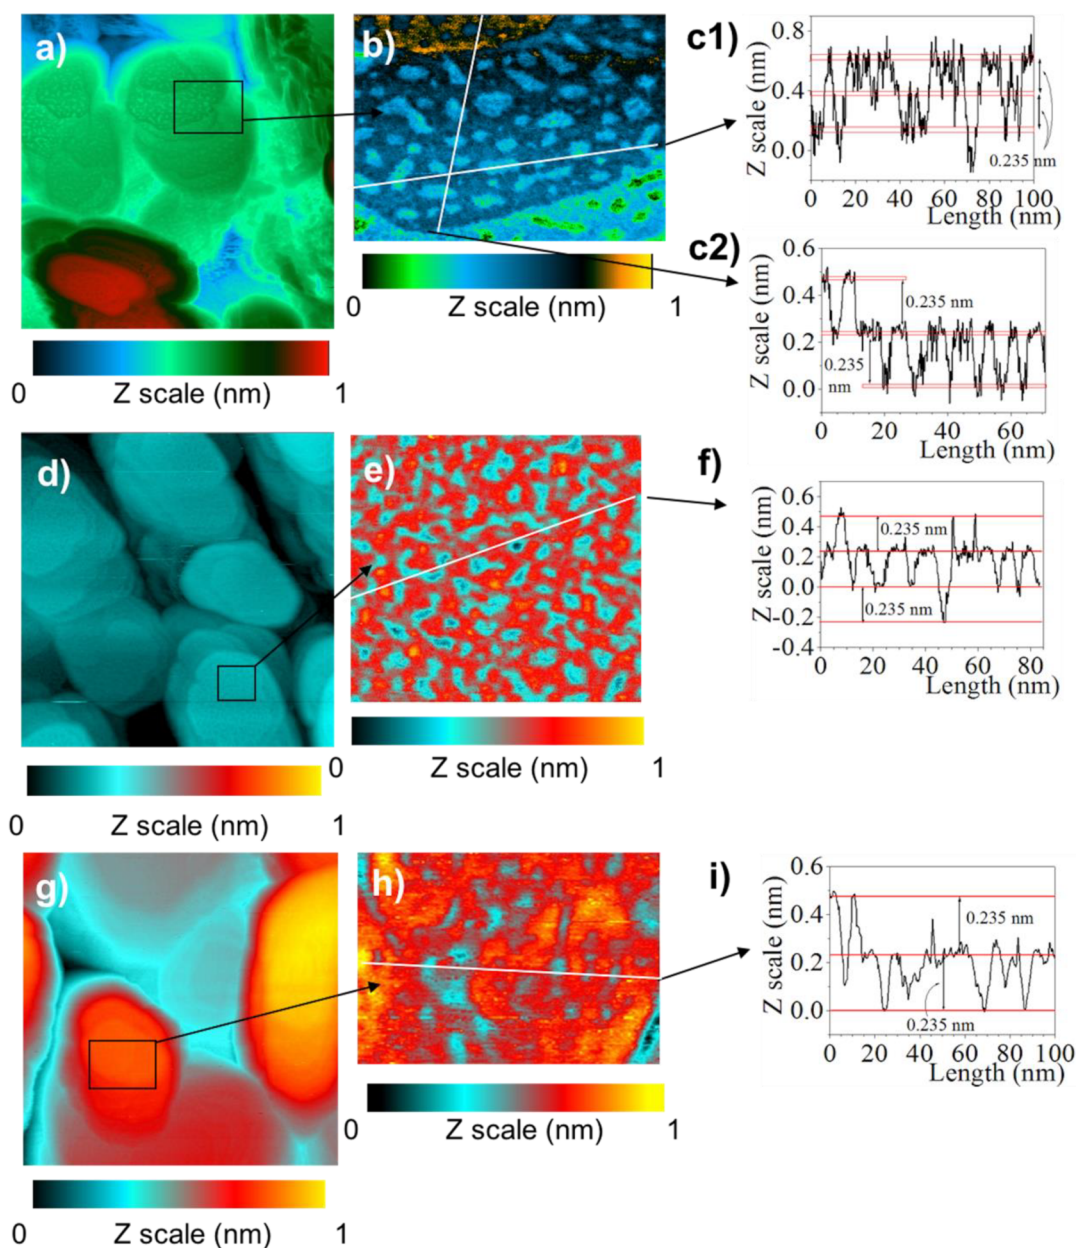 a)
b)
c1)
0.8
0.4
0.0
Z scale (nm)
0.235 nm
0 20 40 60 80 100
Length (nm)
0 1
Z scale (nm)
c2)
0.6
0.4
0.2
0.0
Z scale (nm)
0.235 nm
0.235
nm
0 20 40 60
Length (nm)
0 1
Z scale (nm)
d)
e)
f)
0.6
0.4
0.2
0.0
-0.2
-0.4
Z scale (nm)
0.235 nm
0.235 nm
0 20 40 60 80
Length (nm)
0 1
Z scale (nm)
0 1
Z scale (nm)
g)
h)
i)
0.6
0.4
0.2
0.0
Z scale (nm)
0.235 nm
0.235 nm
0 20 40 60 80 100
Length (nm)
0 1
Z scale (nm)
0 1
Z scale (nm)